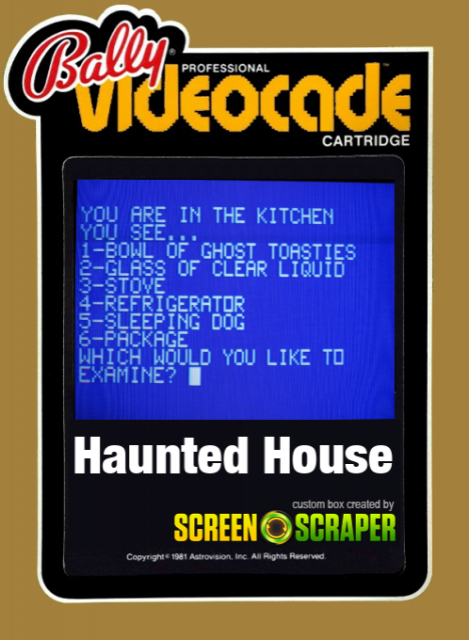 Bally®
PROFESSIONAL
VIDEOCADE™
CARTRIDGE
YOU ARE IN THE KITCHEN
YOU SEE...
1-BOWL OF GHOST TOASTIES
2-GLASS OF CLEAR LIQUID
3-STOVE
4-REFRIGERATOR
5-SLEEPING DOG
6-PACKAGE
WHICH WOULD YOU LIKE TO
EXAMINE?
Haunted House
custom box created by
SCREEN SCRAPER
Copyright © 1981 Astrovision, Inc. All Rights Reserved.